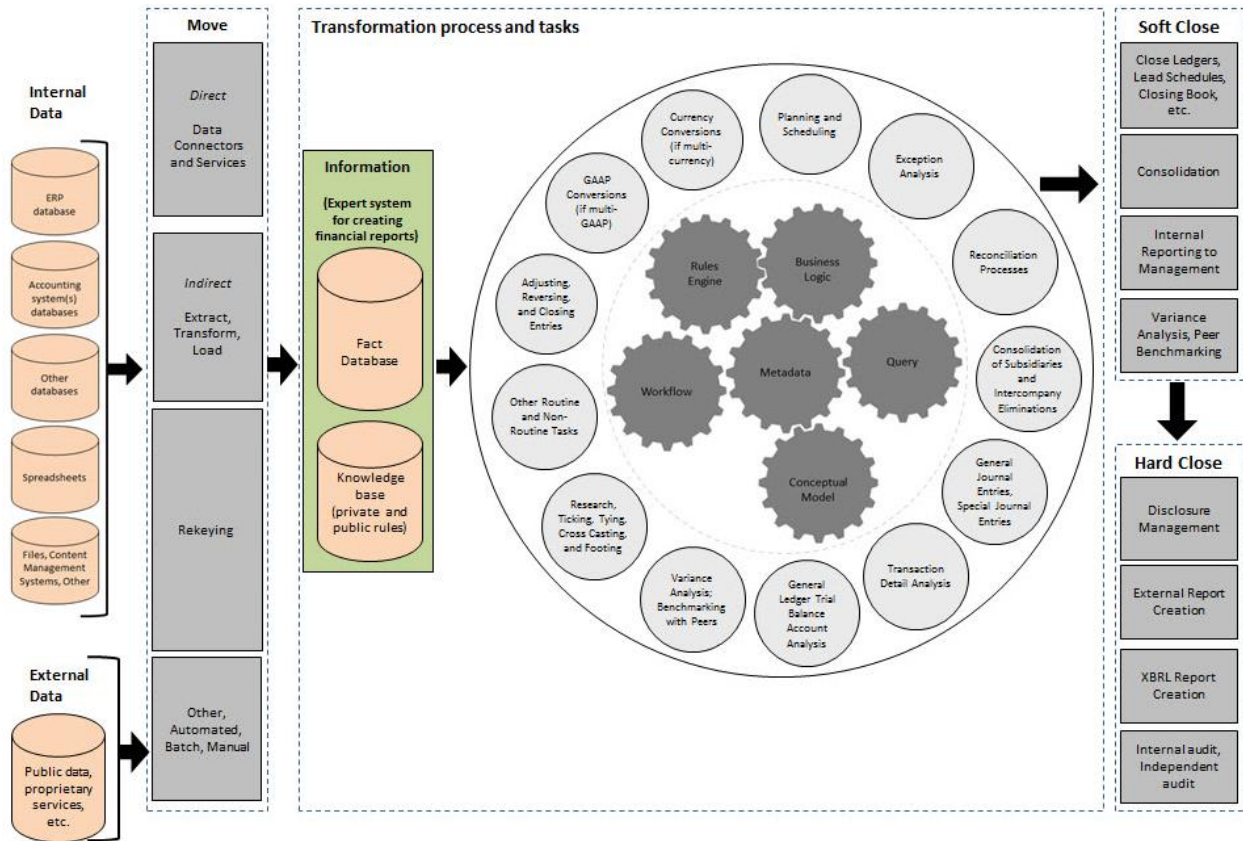 Internal
Data
ERP
database
Accounting
system(s)
databases
Other
databases
Spreadsheets
Files, Content
Management
Systems, Other
External
Data
Public data,
proprietary
services,
etc.
Move
Direct
Data
Connectors
and Services
Indirect
Extract,
Transform,
Load
Rekeying
Other,
Automated,
Batch, Manual
Transformation process and tasks
Information
(Expert system
for creating
financial reports)
Fact
Database
Knowledge
base
(private and
public rules)
Planning and
Scheduling
Exception
Analysis
Reconciliation
Processes
Consolidation
of Subsidiaries
and
Intercompany
Eliminations
General
Journal
Entries,
Special Journal
Entries
Transaction
Detail Analysis
General
Ledger Trial
Balance
Account
Analysis
Variance
Analysis;
Benchmarking
with Peers
Research,
Ticking, Tying,
Cross Casting,
and Footing
Other Routine
and Non-
Routine Tasks
Adjusting,
Reversing,
and Closing
Entries
GAAP
Conversions
(if multi-
GAAP)
Currency
Conversions
(if multi-
currency)
Rules
Engine
Business
Logic
Workflow
Metadata
Query
Conceptual
Model
Soft Close
Close Ledgers,
Lead Schedules,
Closing Book,
etc.
Consolidation
Internal
Reporting to
Management
Variance
Analysis, Peer
Benchmarking
Hard Close
Disclosure
Management
External Report
Creation
XBRL Report
Creation
Internal audit,
Independent
audit